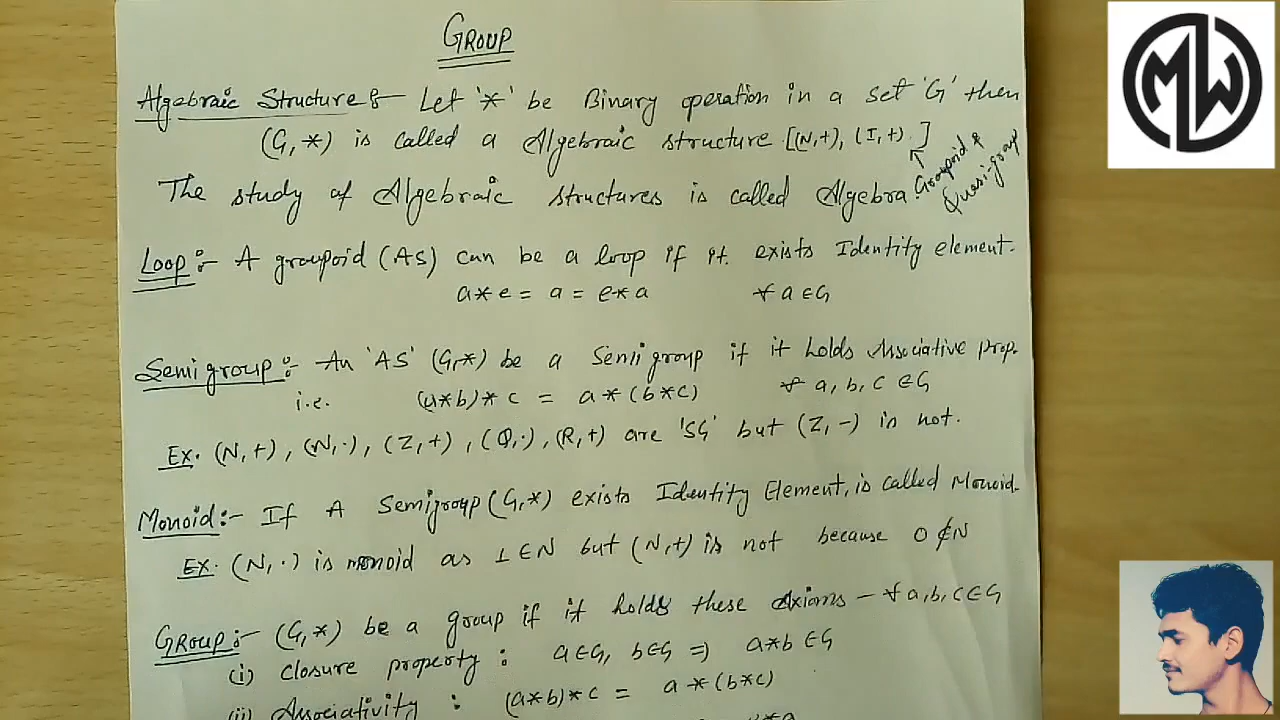 GROUP
Algebraic Structure :- Let '*' be Binary operation in a set 'G' then
(G,*) is called a Algebraic structure. [(N,+), (I,+) ]
↑ Groupoid & Quasi-group
The study of Algebraic structures is called Algebra.
Loop :- A groupoid (AS) can be a loop if it exists Identity element.
a*e = a = e*a ∀ a∈G
Semigroup :- An 'AS' (G,*) be a Semigroup if it holds Associative prop.
i.e. (a*b)*c = a*(b*c) ∀ a,b,c ∈G
Ex. (N,+), (N,·), (Z,+), (Q,·), (R,+) are 'SG' but (Z,-) is not.
Monoid :- If A Semigroup (G,*) exists Identity Element, is called Monoid.
Ex. (N,·) is monoid as 1∈N but (N,+) is not because 0∉N
GROUP :- (G,*) be a group if it holds these axioms - ∀ a,b,c∈G
(i) Closure property : a∈G, b∈G ⇒ a*b∈G
(ii) Associativity : (a*b)*c = a*(b*c)
MW